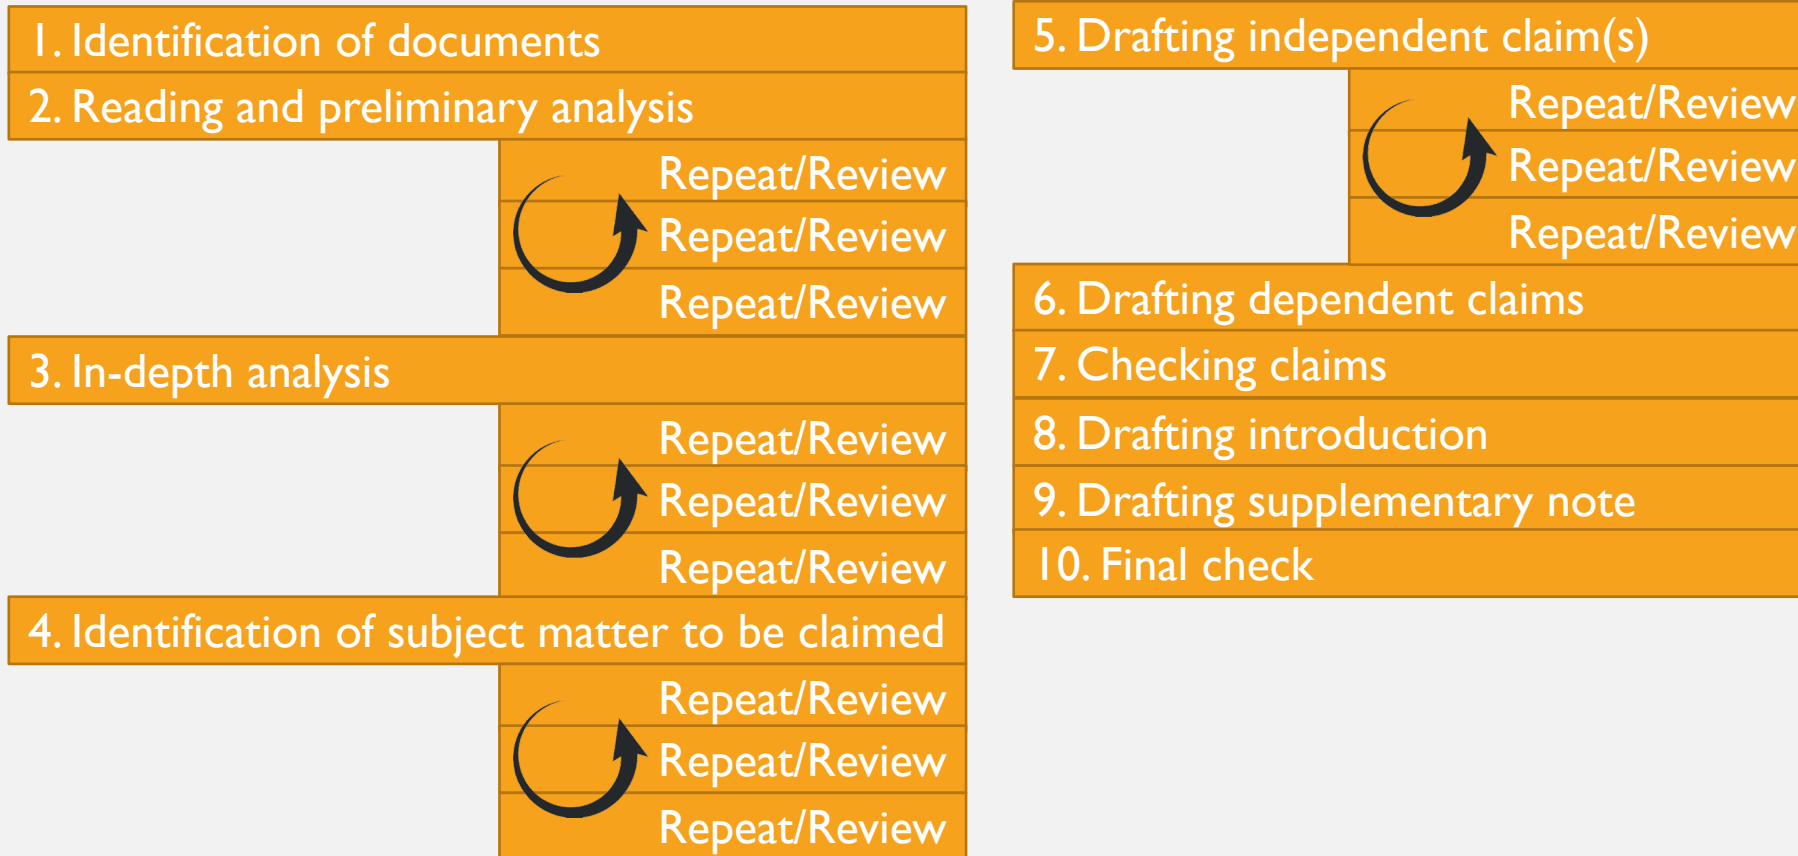 1. Identification of documents
2. Reading and preliminary analysis
Repeat/Review
Repeat/Review
Repeat/Review
3. In-depth analysis
Repeat/Review
Repeat/Review
Repeat/Review
4. Identification of subject matter to be claimed
Repeat/Review
Repeat/Review
Repeat/Review
5. Drafting independent claim(s)
Repeat/Review
Repeat/Review
Repeat/Review
6. Drafting dependent claims
7. Checking claims
8. Drafting introduction
9. Drafting supplementary note
10. Final check